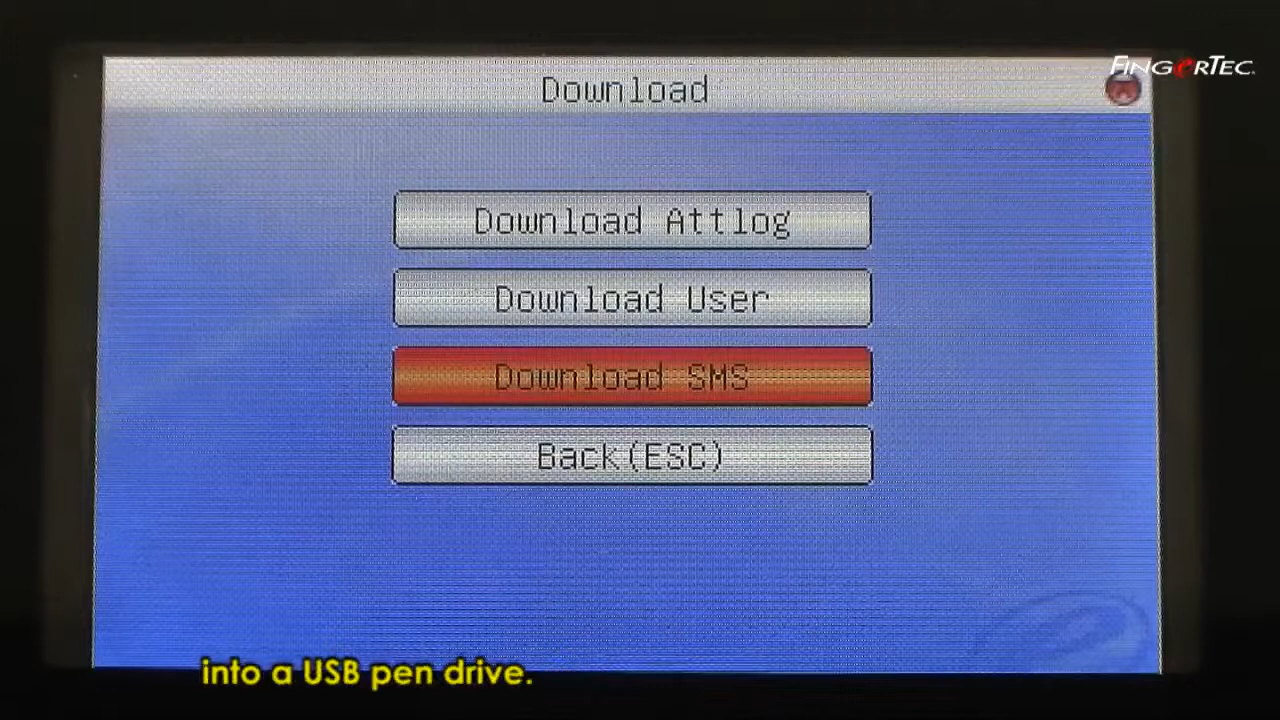 FINGERTEC
Download
Download Attlog
Download User
Download SMS
Back(ESC)
into a USB pen drive.